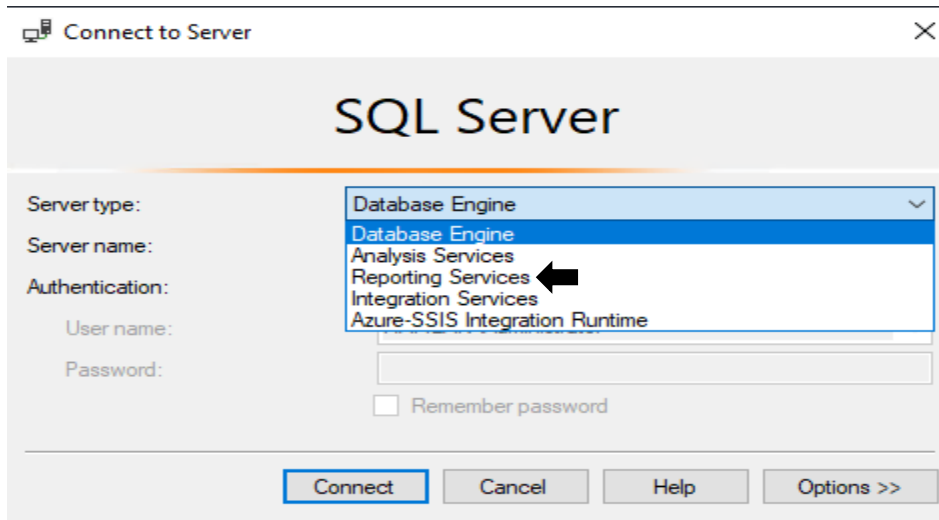 Connect to Server
SQL Server
Server type: Database Engine
Database Engine
Server name:
Analysis Services
Reporting Services
Authentication:
Integration Services
Azure-SSIS Integration Runtime
User name:
Password:
Remember password
Connect Cancel Help Options >>